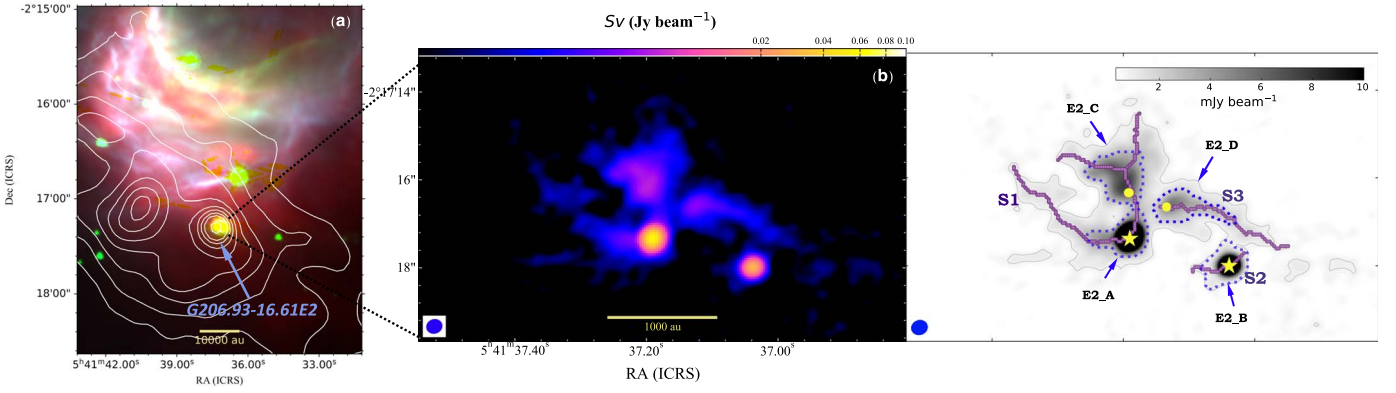 -2°15'00"
(a)
16'00"
17'00"
18'00"
Dec (ICRS)
G206.93-16.61E2
10000 au
5ʰ41ᵐ42.00ˢ 39.00ˢ 36.00ˢ 33.00ˢ
RA (ICRS)
Sν (Jy beam⁻¹)
0.02 0.04 0.06 0.08 0.10
(b)
-2°17'14"
16"
18"
1000 au
5ʰ41ᵐ37.40ˢ 37.20ˢ 37.00ˢ
RA (ICRS)
2 4 6 8 10
mJy beam⁻¹
E2_C
E2_D
S1
S3
S2
E2_A
E2_B